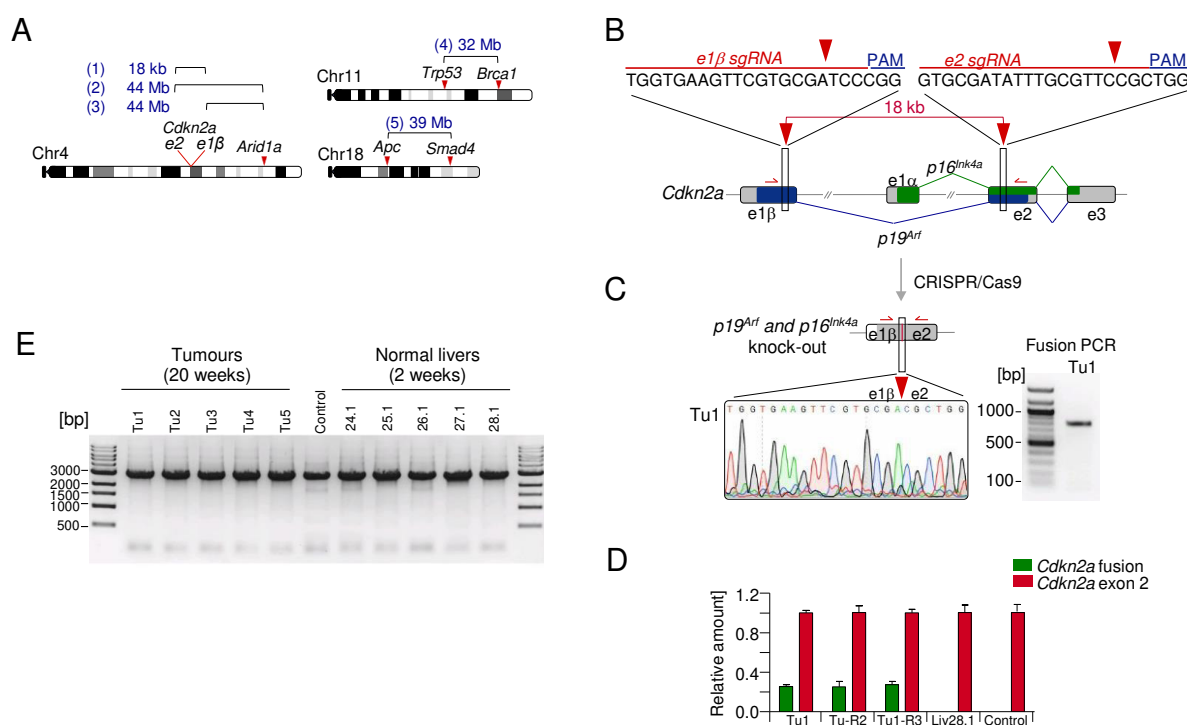 A
(1) 18 kb
(2) 44 Mb
(3) 44 Mb
Cdkn2a
e2 e1β
Arid1a
Chr4
(4) 32 Mb
Trp53 Brca1
Chr11
(5) 39 Mb
Apc Smad4
Chr18
B
e1β sgRNA PAM
TGGTGAAGTTCGTGCGATCCCGG
e2 sgRNA PAM
GTGCGATATTTGCGTTCCGCTGG
18 kb
p16Ink4a
e1α
Cdkn2a
e1β
e2
e3
p19Arf
CRISPR/Cas9
C
p19Arf and p16Ink4a
knock-out
e1β e2
e1β e2
Tu1
TGGTGAAGTTCGTGCGACGCTGG
Fusion PCR
[bp] Tu1
1000
500
100
D
Cdkn2a fusion
Cdkn2a exon 2
Relative amount]
1.2
0.8
0.4
0.0
Tu1 Tu-R2 Tu1-R3 Liv28.1 Control
E
Tumours
(20 weeks)
Normal livers
(2 weeks)
[bp]
Tu1 Tu2 Tu3 Tu4 Tu5 Control 24.1 25.1 26.1 27.1 28.1
3000
2000
1500
1000
500